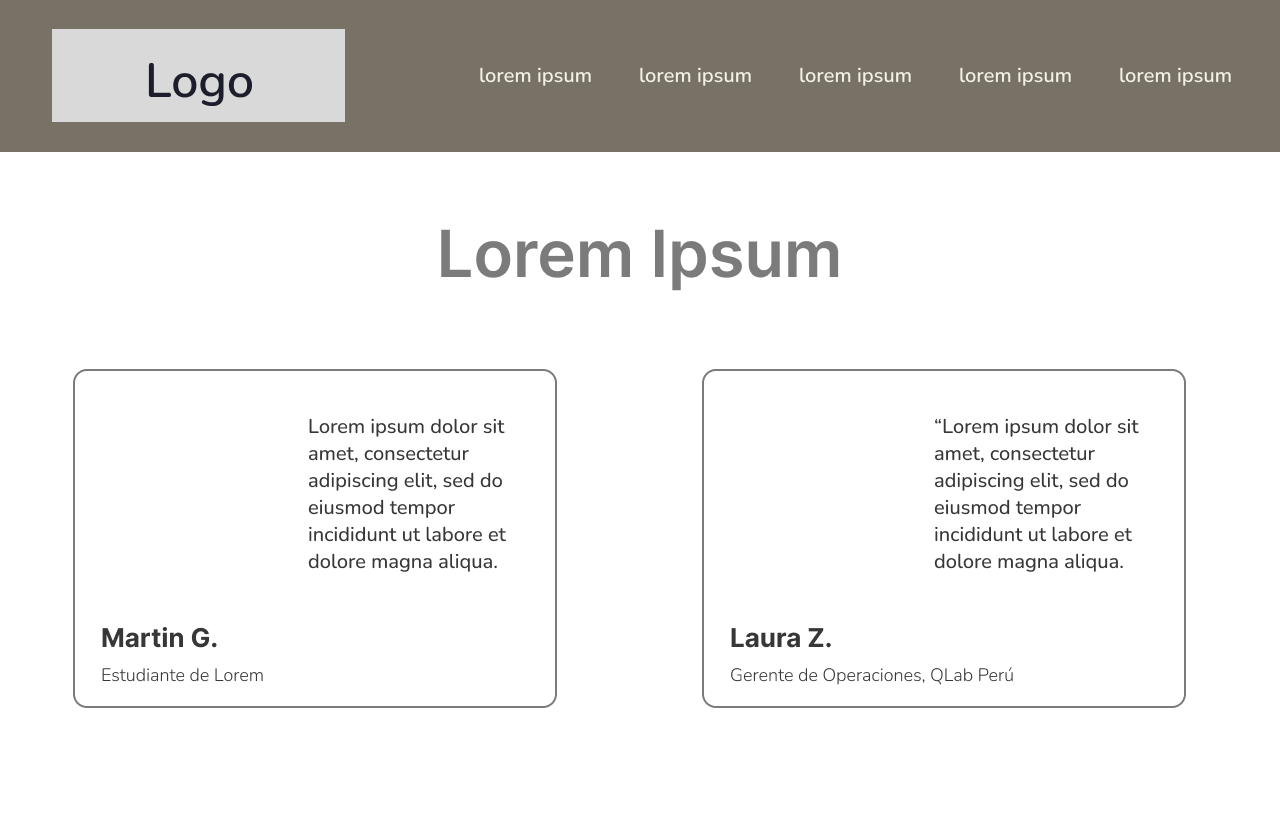 Logo
lorem ipsum lorem ipsum lorem ipsum lorem ipsum lorem ipsum
Lorem Ipsum
Lorem ipsum dolor sit
amet, consectetur
adipiscing elit, sed do
eiusmod tempor
incididunt ut labore et
dolore magna aliqua.
Martin G.
Estudiante de Lorem
“Lorem ipsum dolor sit
amet, consectetur
adipiscing elit, sed do
eiusmod tempor
incididunt ut labore et
dolore magna aliqua.
Laura Z.
Gerente de Operaciones, QLab Perú